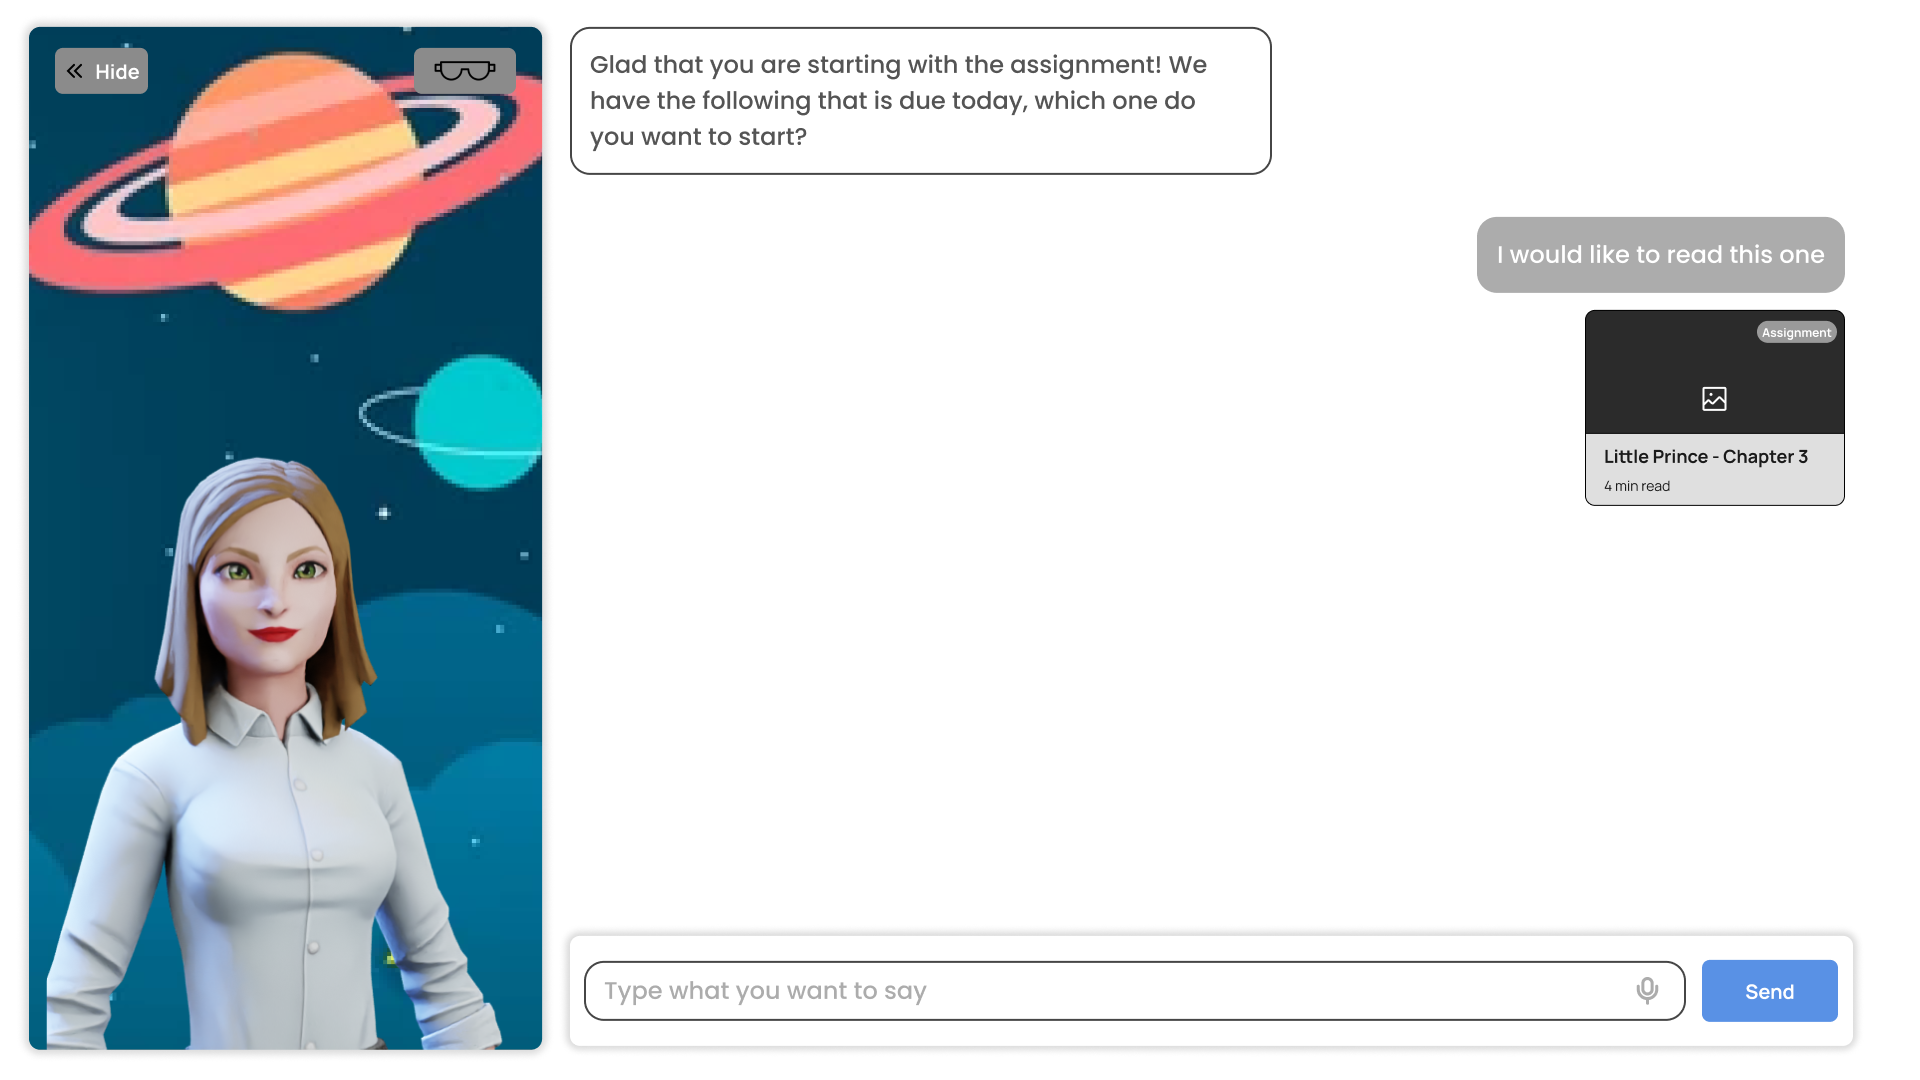 Hide
Glad that you are starting with the assignment! We
have the following that is due today, which one do
you want to start?
I would like to read this one
Assignment
Little Prince - Chapter 3
4 min read
Type what you want to say
Send